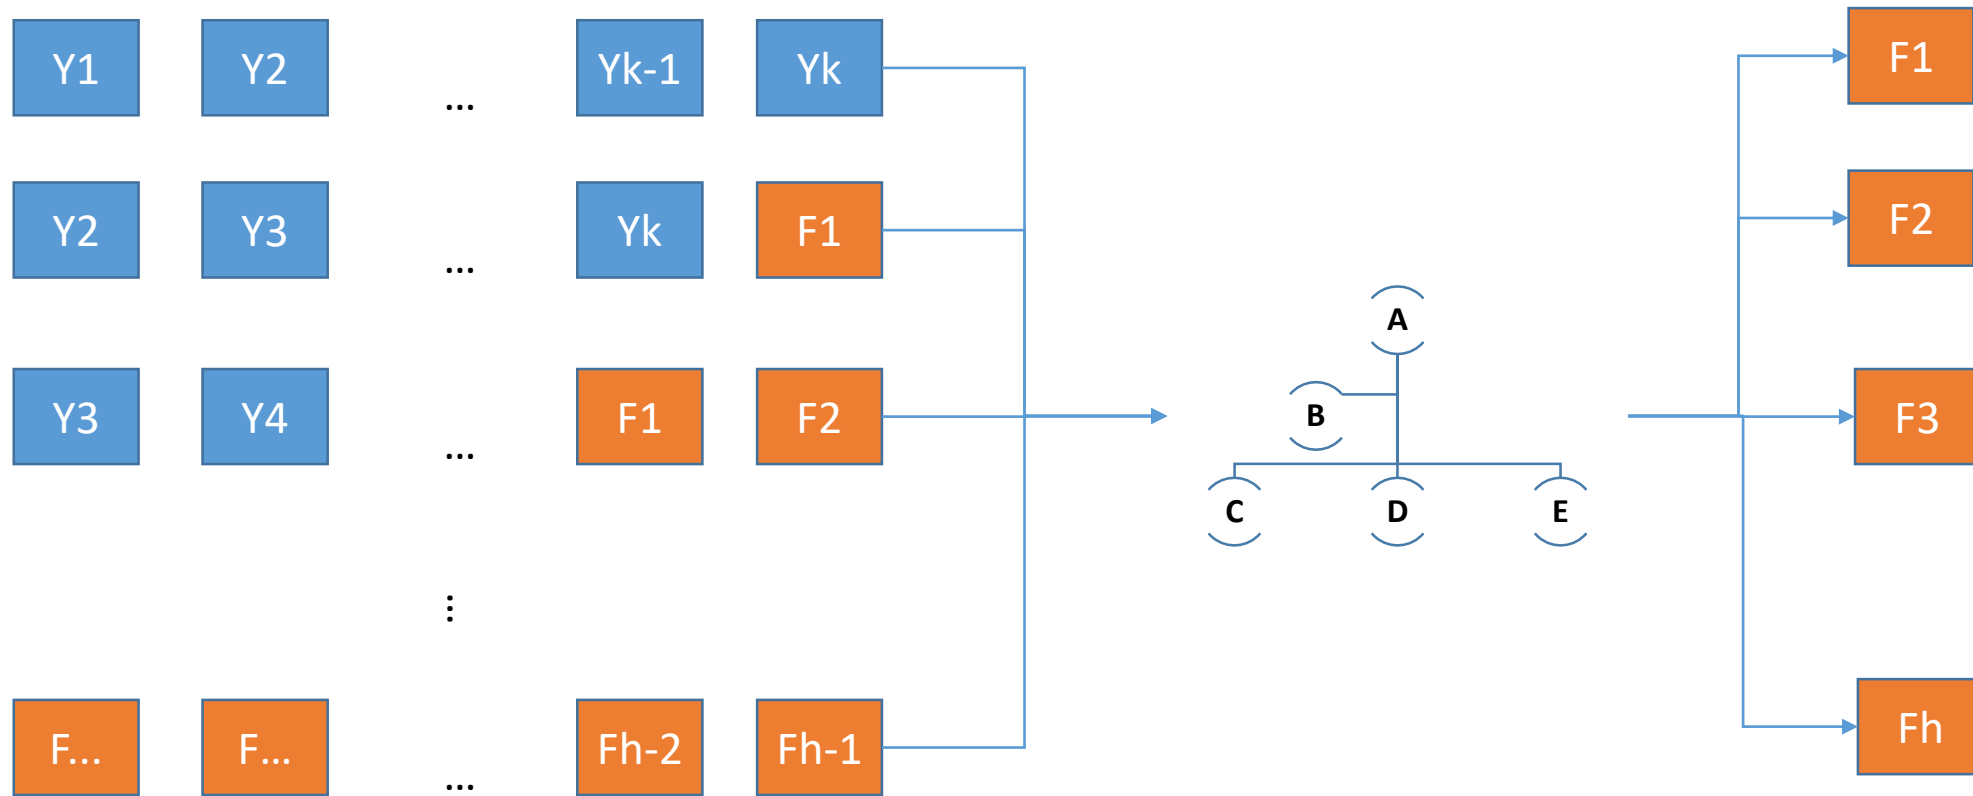 Y1 Y2 ... Yk-1 Yk F1
Y2 Y3 ... Yk F1 F2
A
B
Y3 Y4 ... F1 F2 F3
C D E
...
F... F... ... Fh-2 Fh-1 Fh